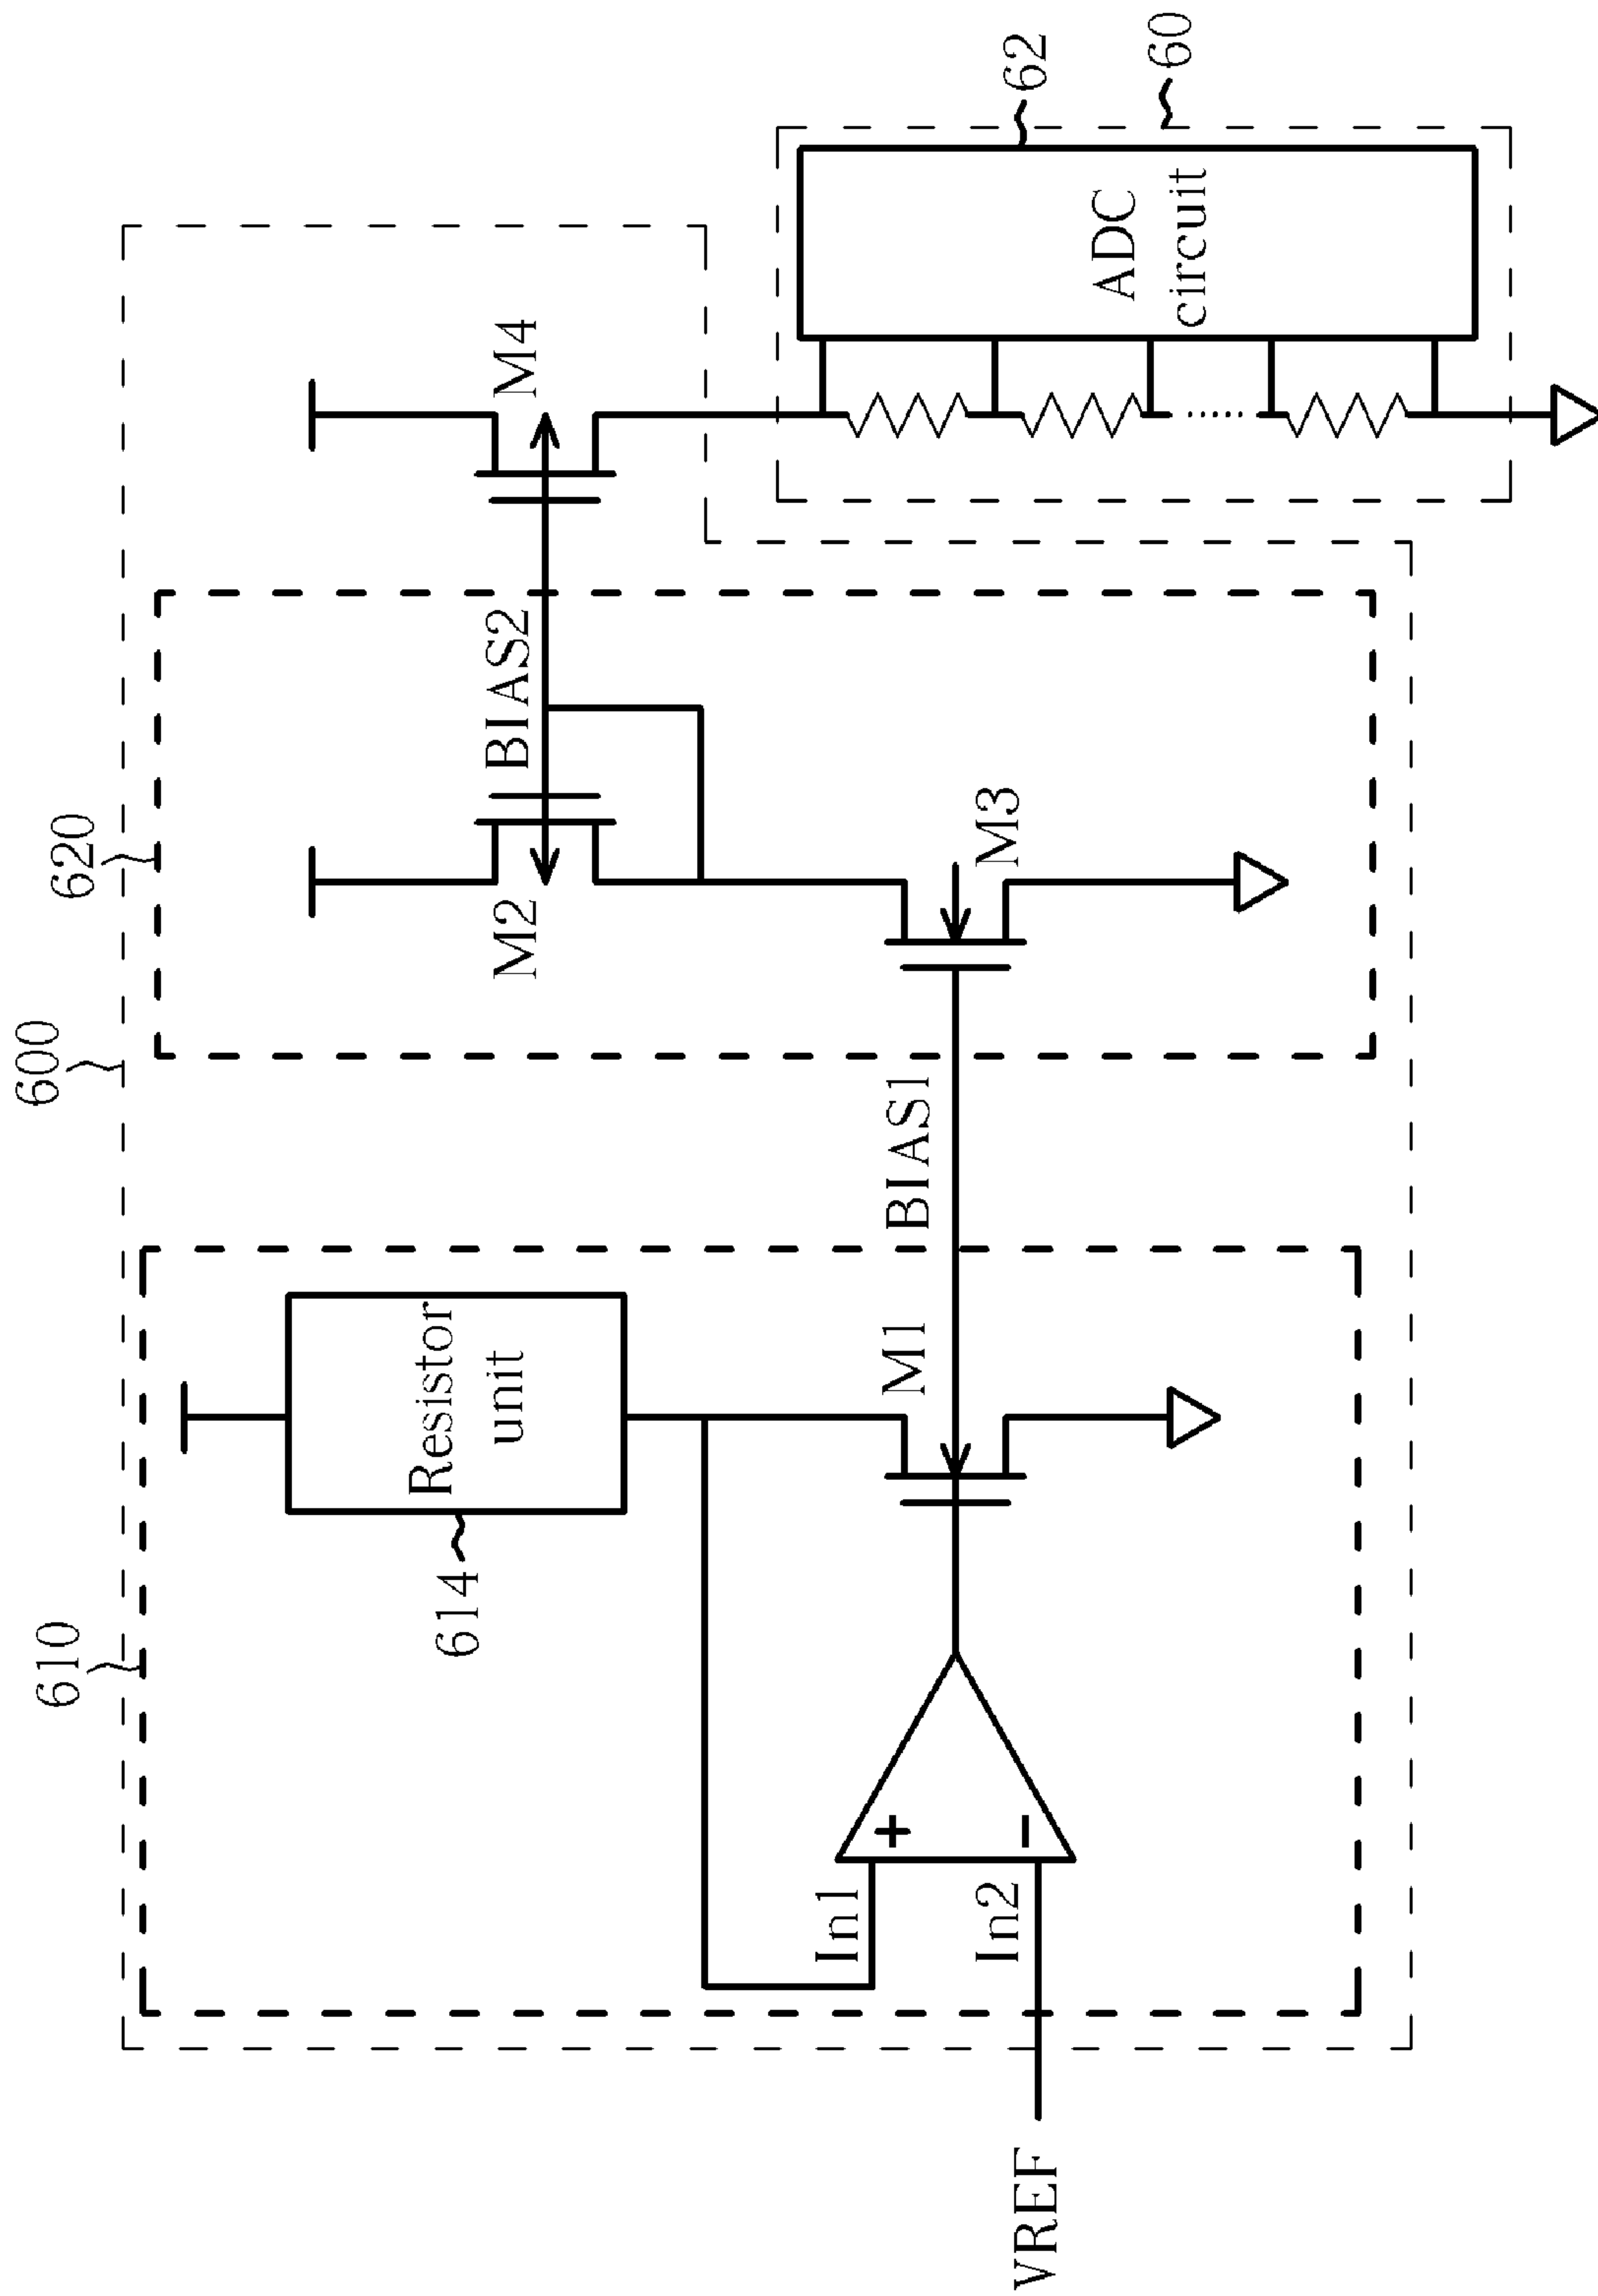 600
610
620
Resistor
unit
614
M1
In1
+
In2
−
VREF
BIAS1
M2
BIAS2
M3
M4
ADC
circuit
62
60